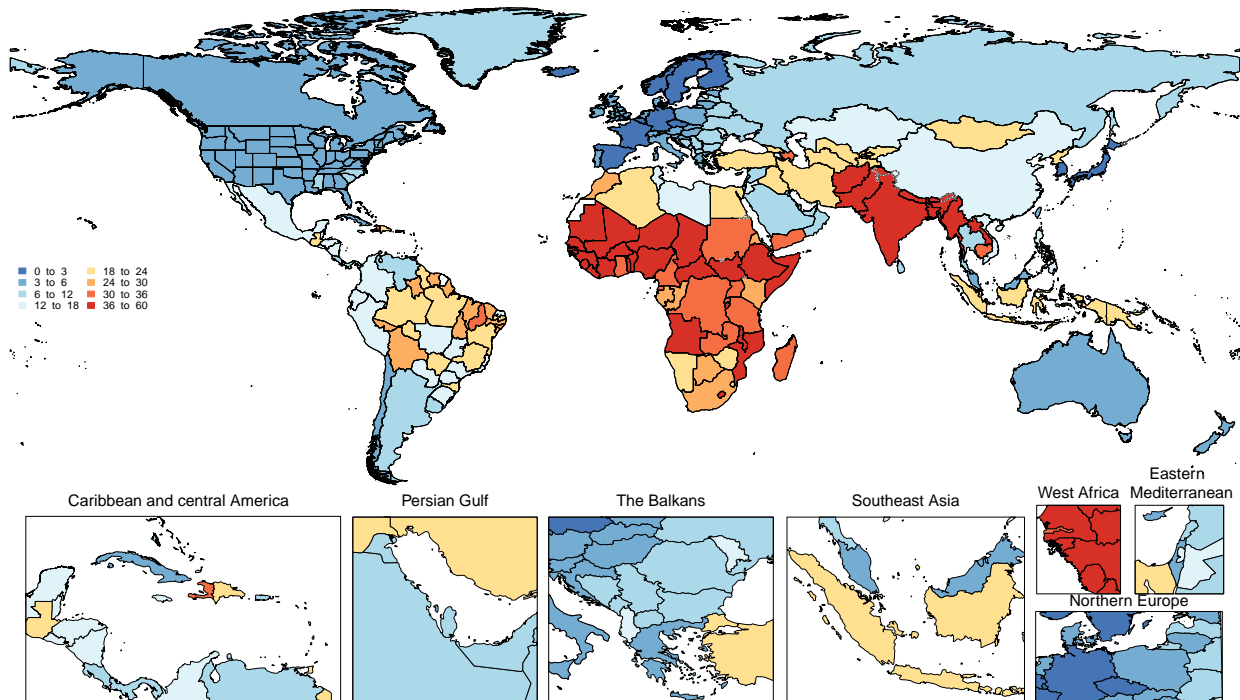 0 to 3
3 to 6
6 to 12
12 to 18
18 to 24
24 to 30
30 to 36
36 to 60
Caribbean and central America
Persian Gulf
The Balkans
Southeast Asia
West Africa
Eastern
Mediterranean
Northern Europe